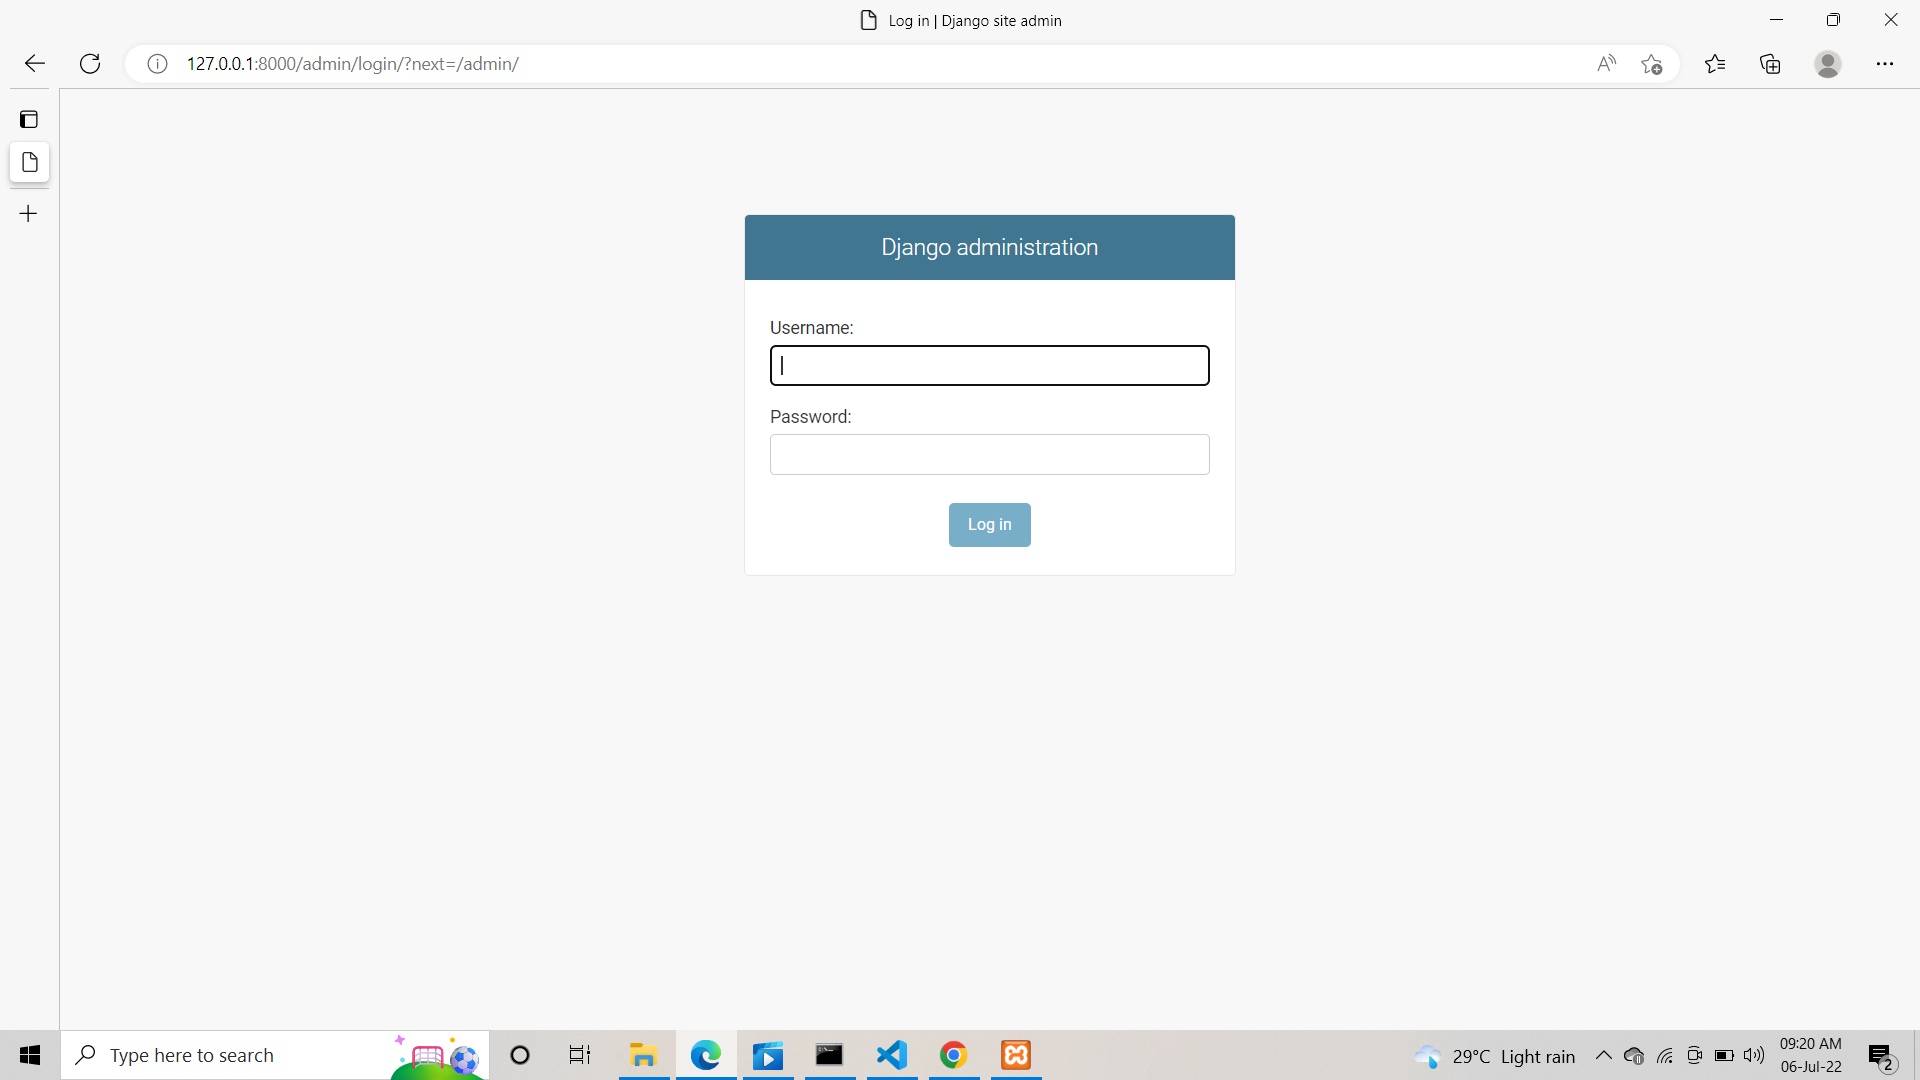 Log in | Django site admin
127.0.0.1:8000/admin/login/?next=/admin/
Django administration
Username:
Password:
Log in
Type here to search
29°C Light rain
09:20 AM
06-Jul-22
2